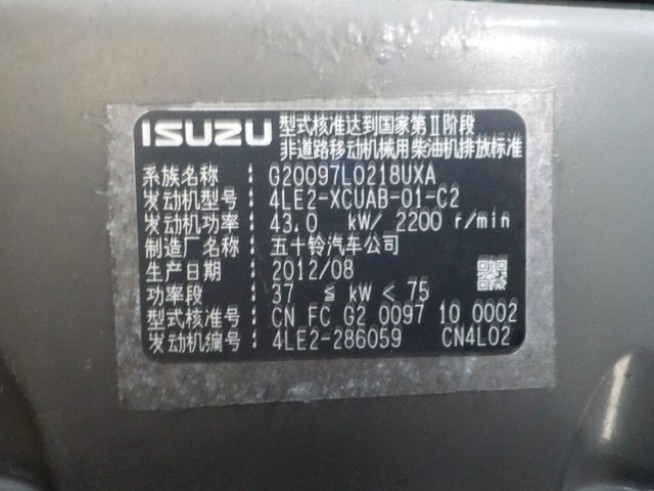 ISUZU 型式核准达到国家第Ⅱ阶段
非道路移动机械用柴油机排放标准
系族名称 : G20097L0218UXA
发动机型号 : 4LE2-XCUAB-01-C2
发动机功率 : 43.0 kW/ 2200 r/min
制造厂名称 : 五十铃汽车公司
生产日期 : 2012/08
功率段 : 37 ≦ kW < 75
型式核准号 : CN FC G2 0097 10 0002
发动机编号 : 4LE2-286059 CN4L02